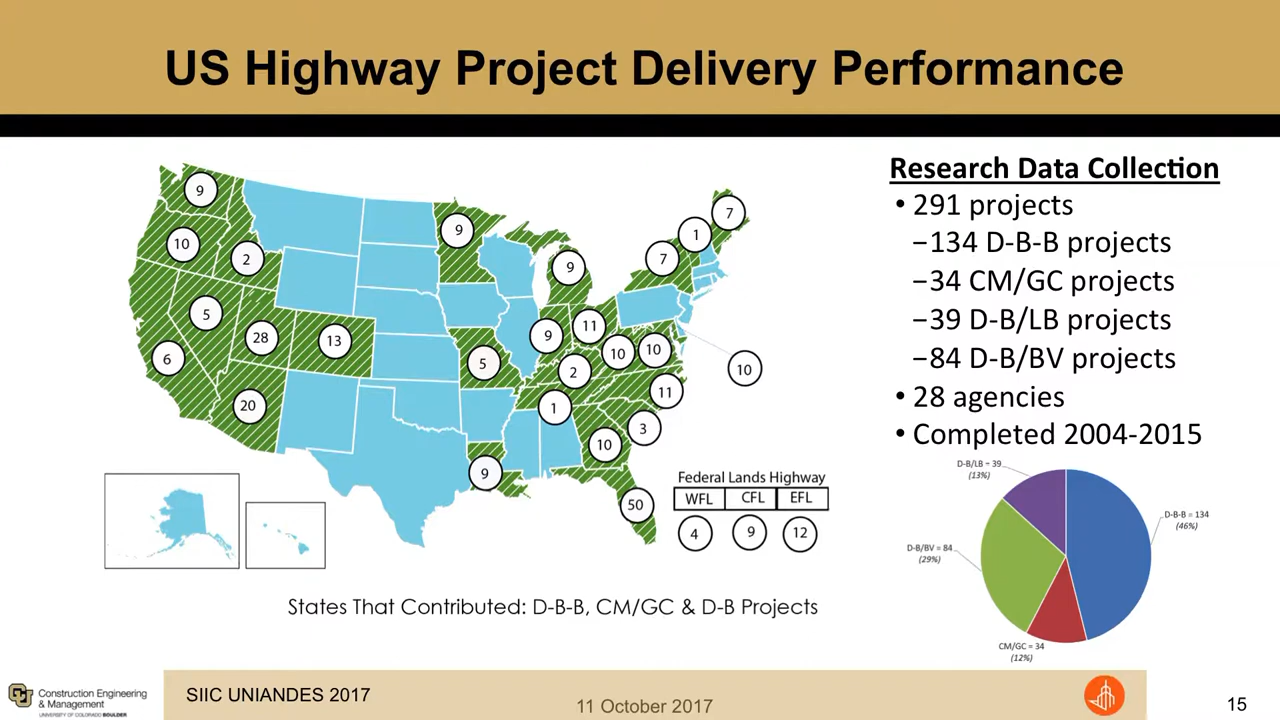 US Highway Project Delivery Performance
9
10
2
5
6
28
13
20
9
5
9
9
9
11
2
1
10
10
11
3
10
50
7
1
7
10
Federal Lands Highway
WFL CFL EFL
4 9 12
States That Contributed: D-B-B, CM/GC & D-B Projects
Research Data Collection
• 291 projects
−134 D-B-B projects
−34 CM/GC projects
−39 D-B/LB projects
−84 D-B/BV projects
• 28 agencies
• Completed 2004-2015
D-B/LB = 39
(13%)
D-B-B = 134
(46%)
D-B/BV = 84
(29%)
CM/GC = 34
(12%)
CU
Construction Engineering
& Management
UNIVERSITY OF COLORADO BOULDER
SIIC UNIANDES 2017
11 October 2017
15